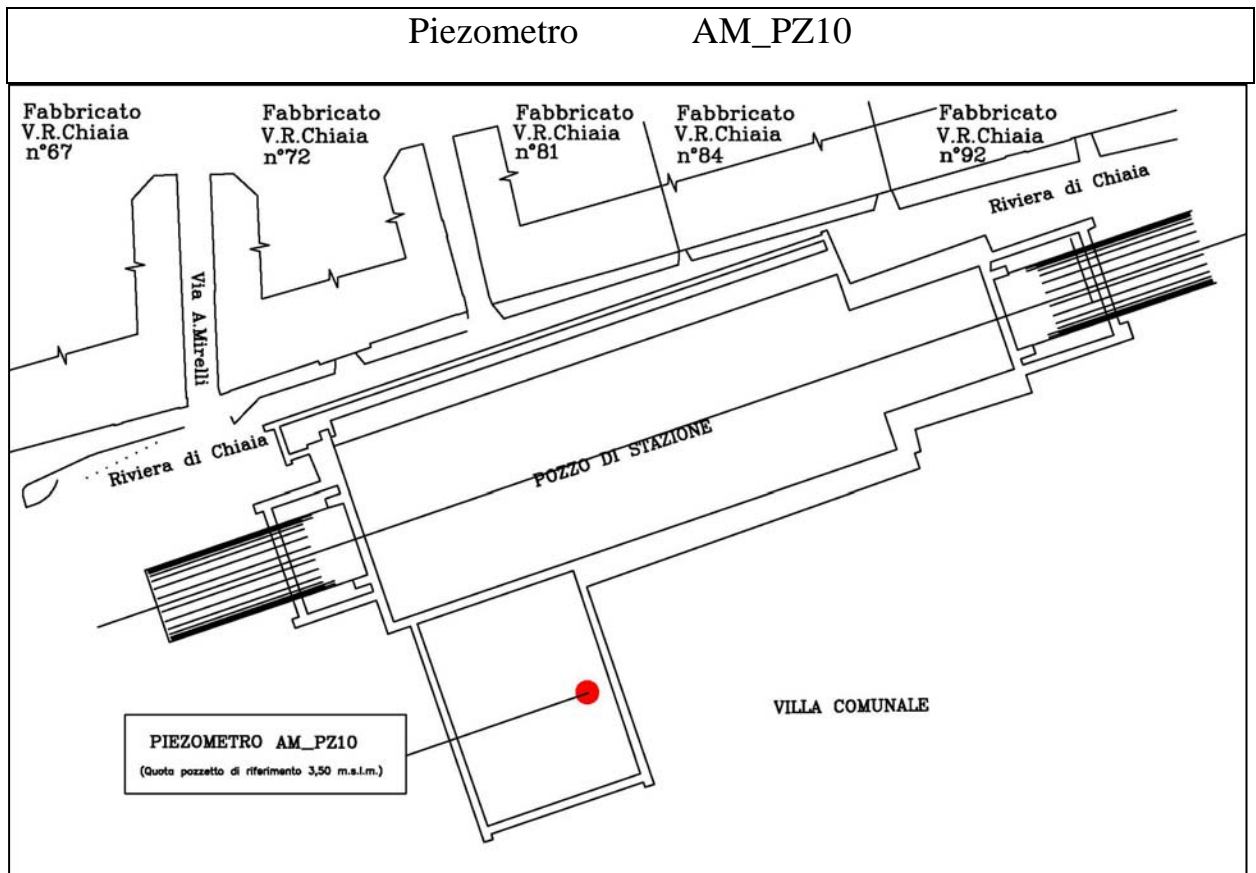 Piezometro AM_PZ10
Fabbricato
V.R.Chiaia
n°67
Fabbricato
V.R.Chiaia
n°72
Fabbricato
V.R.Chiaia
n°81
Fabbricato
V.R.Chiaia
n°84
Fabbricato
V.R.Chiaia
n°92
Riviera di Chiaia
Via A.Mirelli
Riviera di Chiaia
POZZO DI STAZIONE
VILLA COMUNALE
PIEZOMETRO AM_PZ10
(Quota pozzetto di riferimento 3,50 m.s.l.m.)